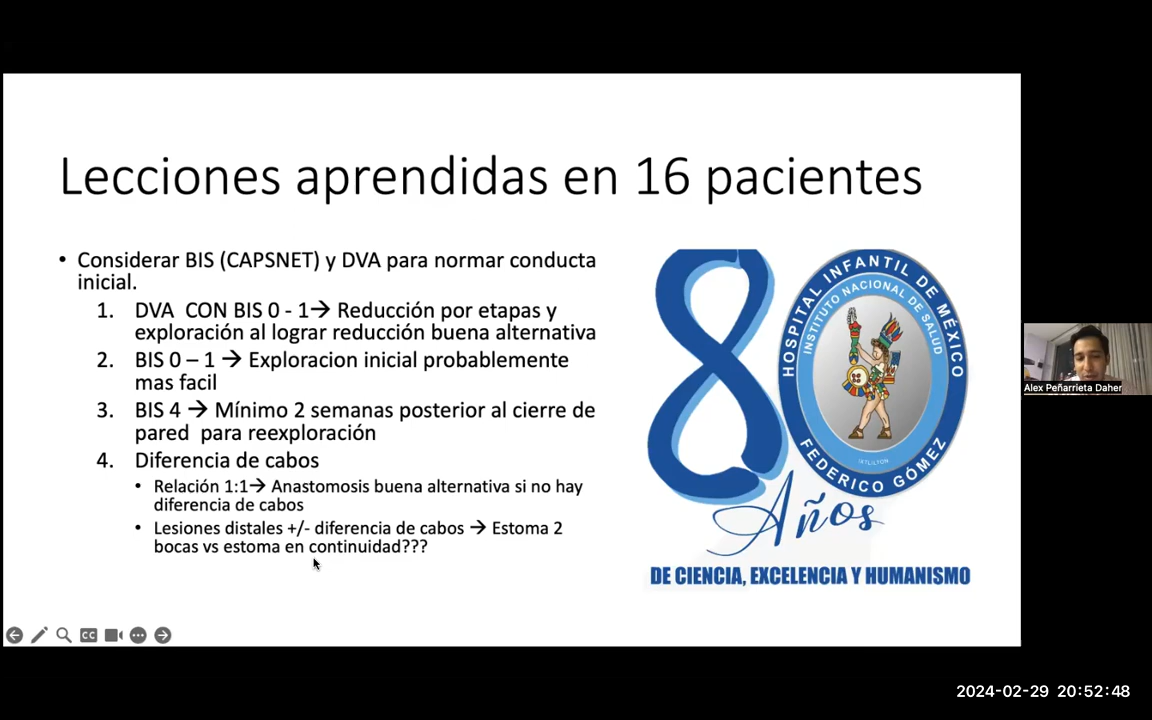 Lecciones aprendidas en 16 pacientes
• Considerar BIS (CAPSNET) y DVA para normar conducta
inicial.
1. DVA CON BIS 0 - 1→ Reducción por etapas y
exploración al lograr reducción buena alternativa
2. BIS 0 – 1 → Exploracion inicial probablemente
mas facil
3. BIS 4 → Mínimo 2 semanas posterior al cierre de
pared para reexploración
4. Diferencia de cabos
• Relación 1:1→ Anastomosis buena alternativa si no hay
diferencia de cabos
• Lesiones distales +/- diferencia de cabos → Estoma 2
bocas vs estoma en continuidad???
80
HOSPITAL INFANTIL DE MÉXICO
INSTITUTO NACIONAL DE SALUD
IXTLILTON
FEDERICO GÓMEZ
Años
DE CIENCIA, EXCELENCIA Y HUMANISMO
Alex Peñarrieta Daher
CC
2024-02-29 20:52:48